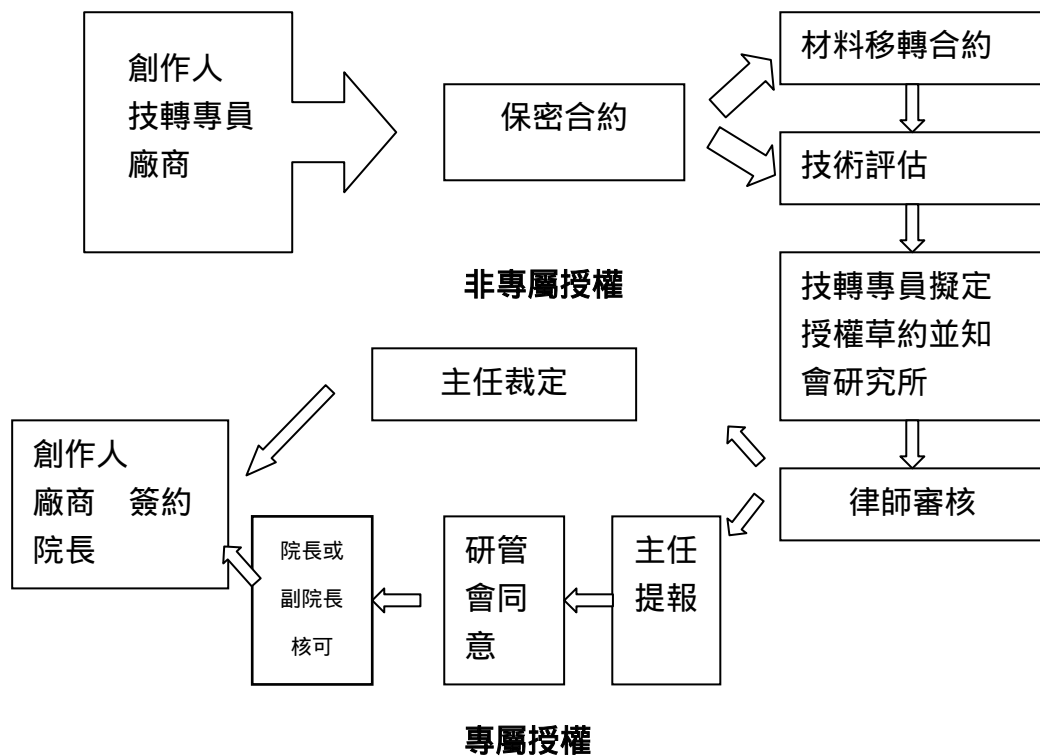 創作人
技轉專員
廠商
保密合約
材料移轉合約
技術評估
技轉專員擬定
授權草約並知
會研究所
律師審核
非專屬授權
主任裁定
主任
提報
研管
會同
意
院長或
副院長
核可
創作人
廠商　簽約
院長
專屬授權